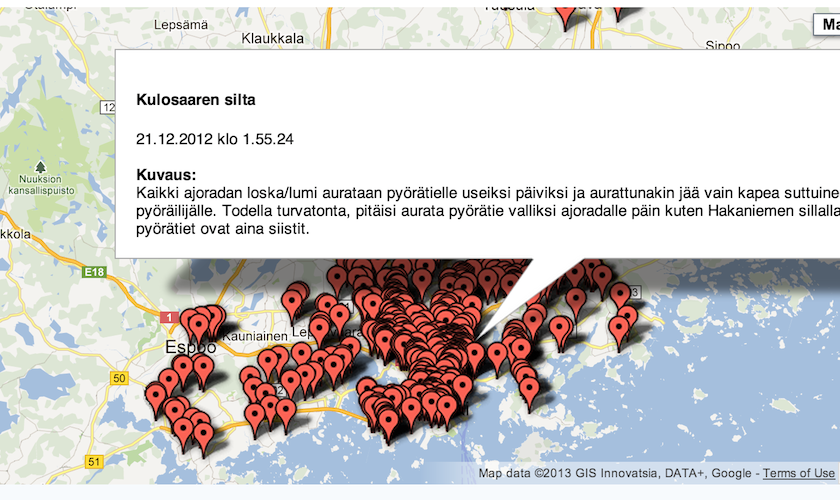 Lepsämä
Klaukkala
Sipoo
Ma
12
Kulosaaren silta
21.12.2012 klo 1.55.24
Kuvaus:
Kaikki ajoradan loska/lumi aurataan pyörätielle useiksi päiviksi ja aurattunakin jää vain kapea suttuine
pyöräilijälle. Todella turvatonta, pitäisi aurata pyörätie valliksi ajoradalle päin kuten Hakaniemen sillalla
pyörätiet ovat aina siistit.
Nuuksion
kansallispuisto
kkola
E18
1
Kauniainen
Espoo
50
51
Map data ©2013 GIS Innovatsia, DATA+, Google - Terms of Use